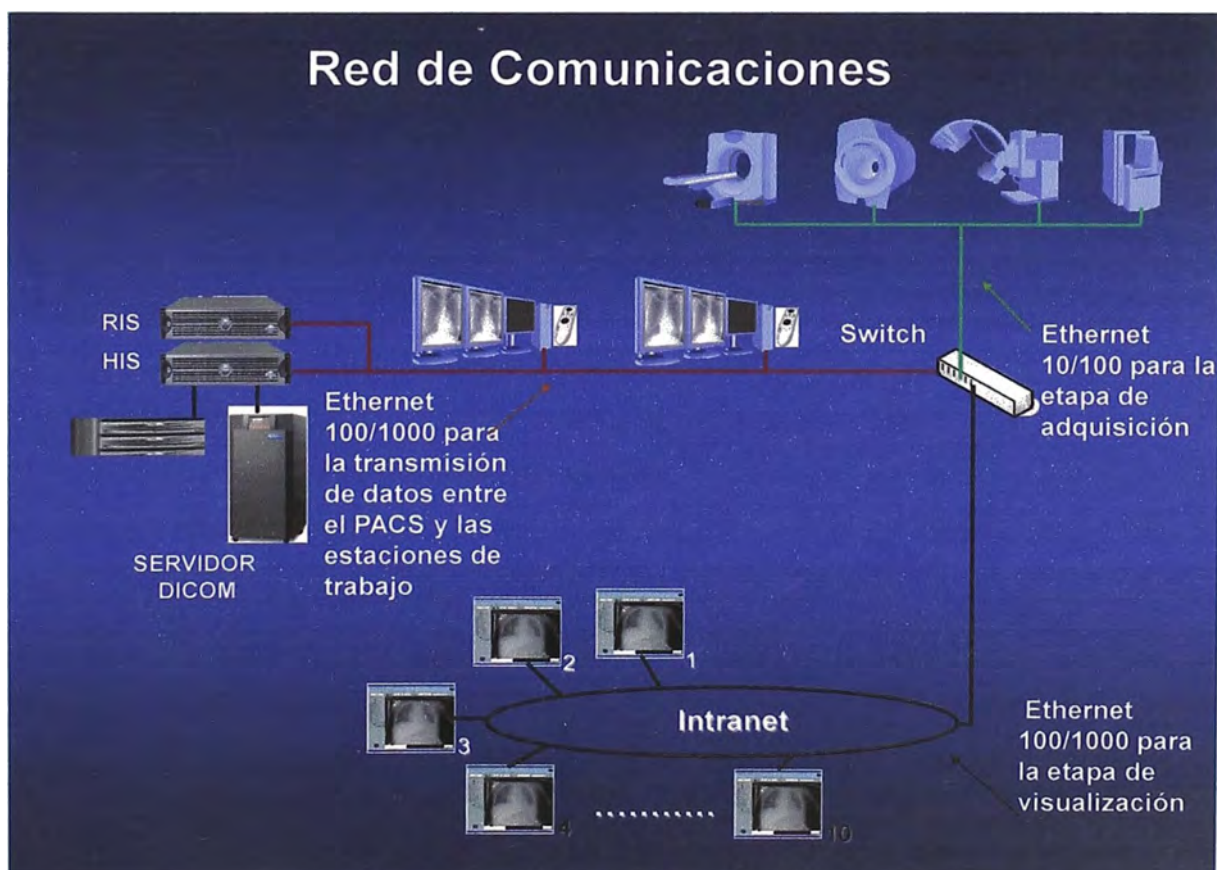 Red de Comunicaciones
RIS
HIS
Switch
Ethernet
10/100 para la
etapa de
adquisición
Ethernet
100/1000 para
la transmisión
de datos entre
el PACS y las
estaciones de
trabajo
SERVIDOR
DICOM
2
1
3
Intranet
4
10
Ethernet
100/1000 para
la etapa de
visualización